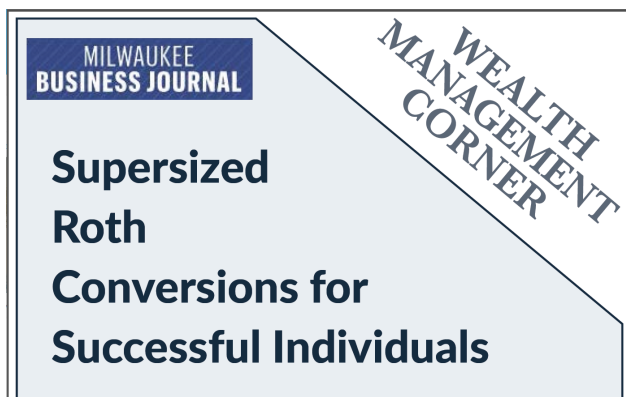 MILWAUKEE
BUSINESS JOURNAL
WEALTH
MANAGEMENT
CORNER
Supersized
Roth
Conversions for
Successful Individuals